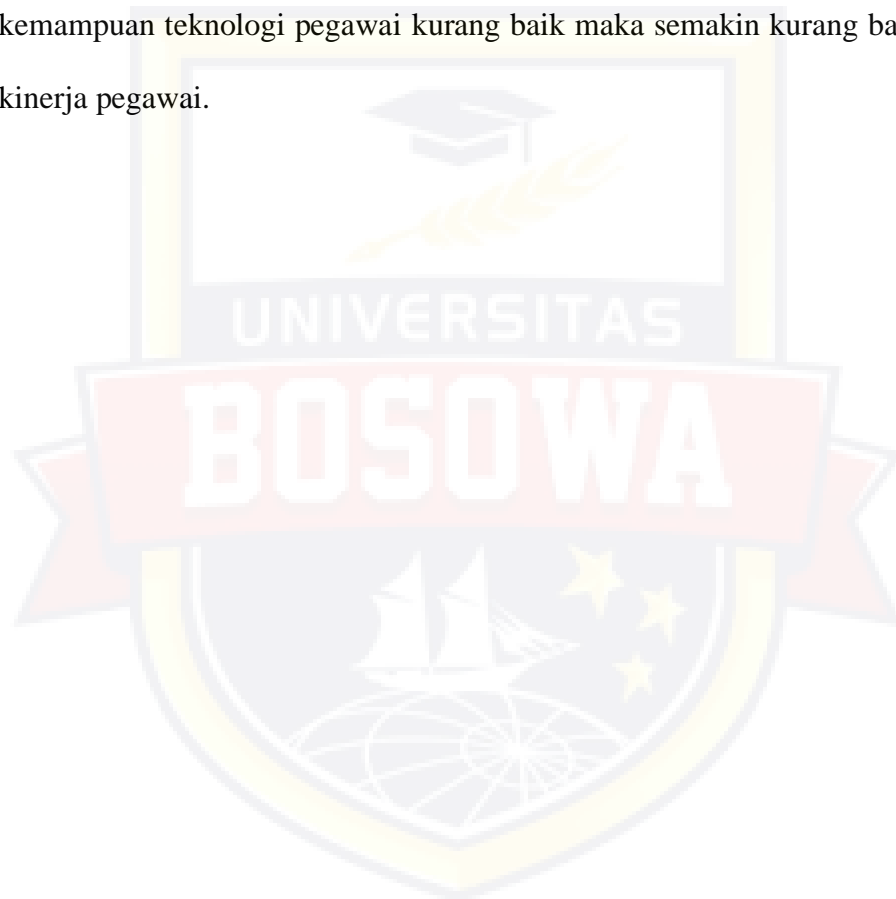 kemampuan teknologi pegawai kurang baik maka semakin kurang ba
kinerja pegawai.
UNIVERSITAS
BOSOWA